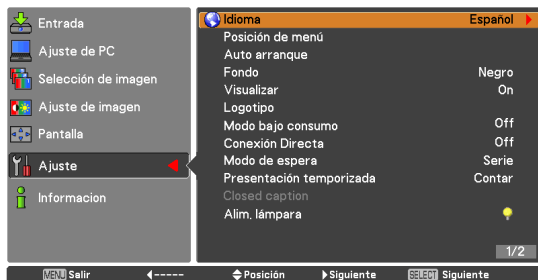 Entrada
Ajuste de PC
Selección de imagen
Ajuste de imagen
Pantalla
Ajuste
Informacion
Idioma Español
Posición de menú
Auto arranque
Fondo Negro
Visualizar On
Logotipo
Modo bajo consumo Off
Conexión Directa Off
Modo de espera Serie
Presentación temporizada Contar
Closed caption
Alim. lámpara
1/2
MENU Salir ----- Posición Siguiente SELECT Siguiente